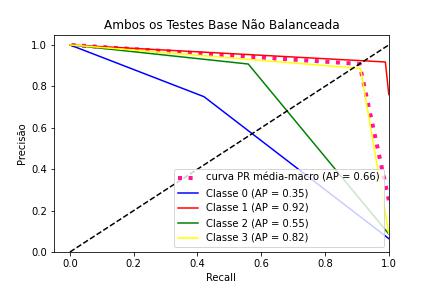 Ambos os Testes Base Não Balanceada
1.0
0.8
0.6
0.4
0.2
0.0
Precisão
curva PR média-macro (AP = 0.66)
Classe 0 (AP = 0.35)
Classe 1 (AP = 0.92)
Classe 2 (AP = 0.55)
Classe 3 (AP = 0.82)
0.0 0.2 0.4 0.6 0.8 1.0
Recall